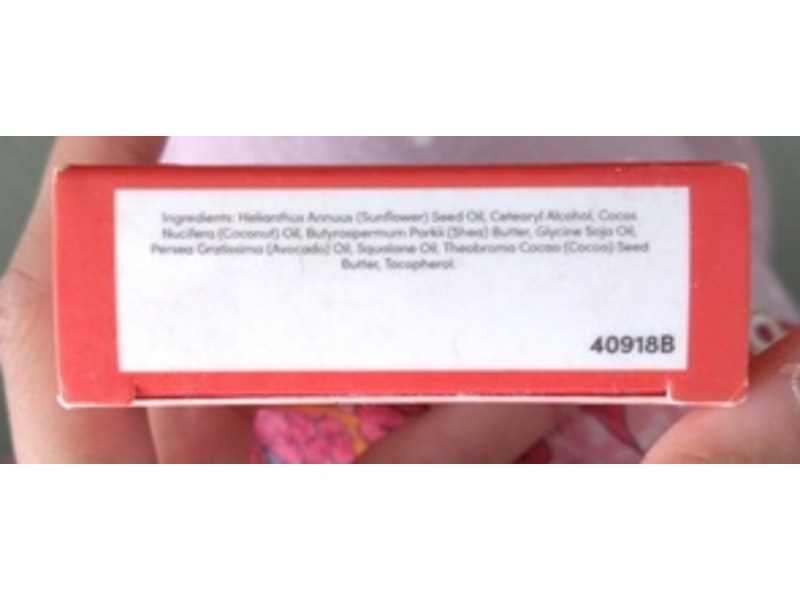 Ingredients: Helianthus Annuus (Sunflower) Seed Oil, Cetearyl Alcohol, Cocos
Nucifera (Coconut) Oil, Butyrospermum Parkii (Shea) Butter, Glycine Soja Oil,
Persea Gratissima (Avocado) Oil, Squalane Oil, Theobroma Cacao (Cocoa) Seed
Butter, Tocopherol.
40918B